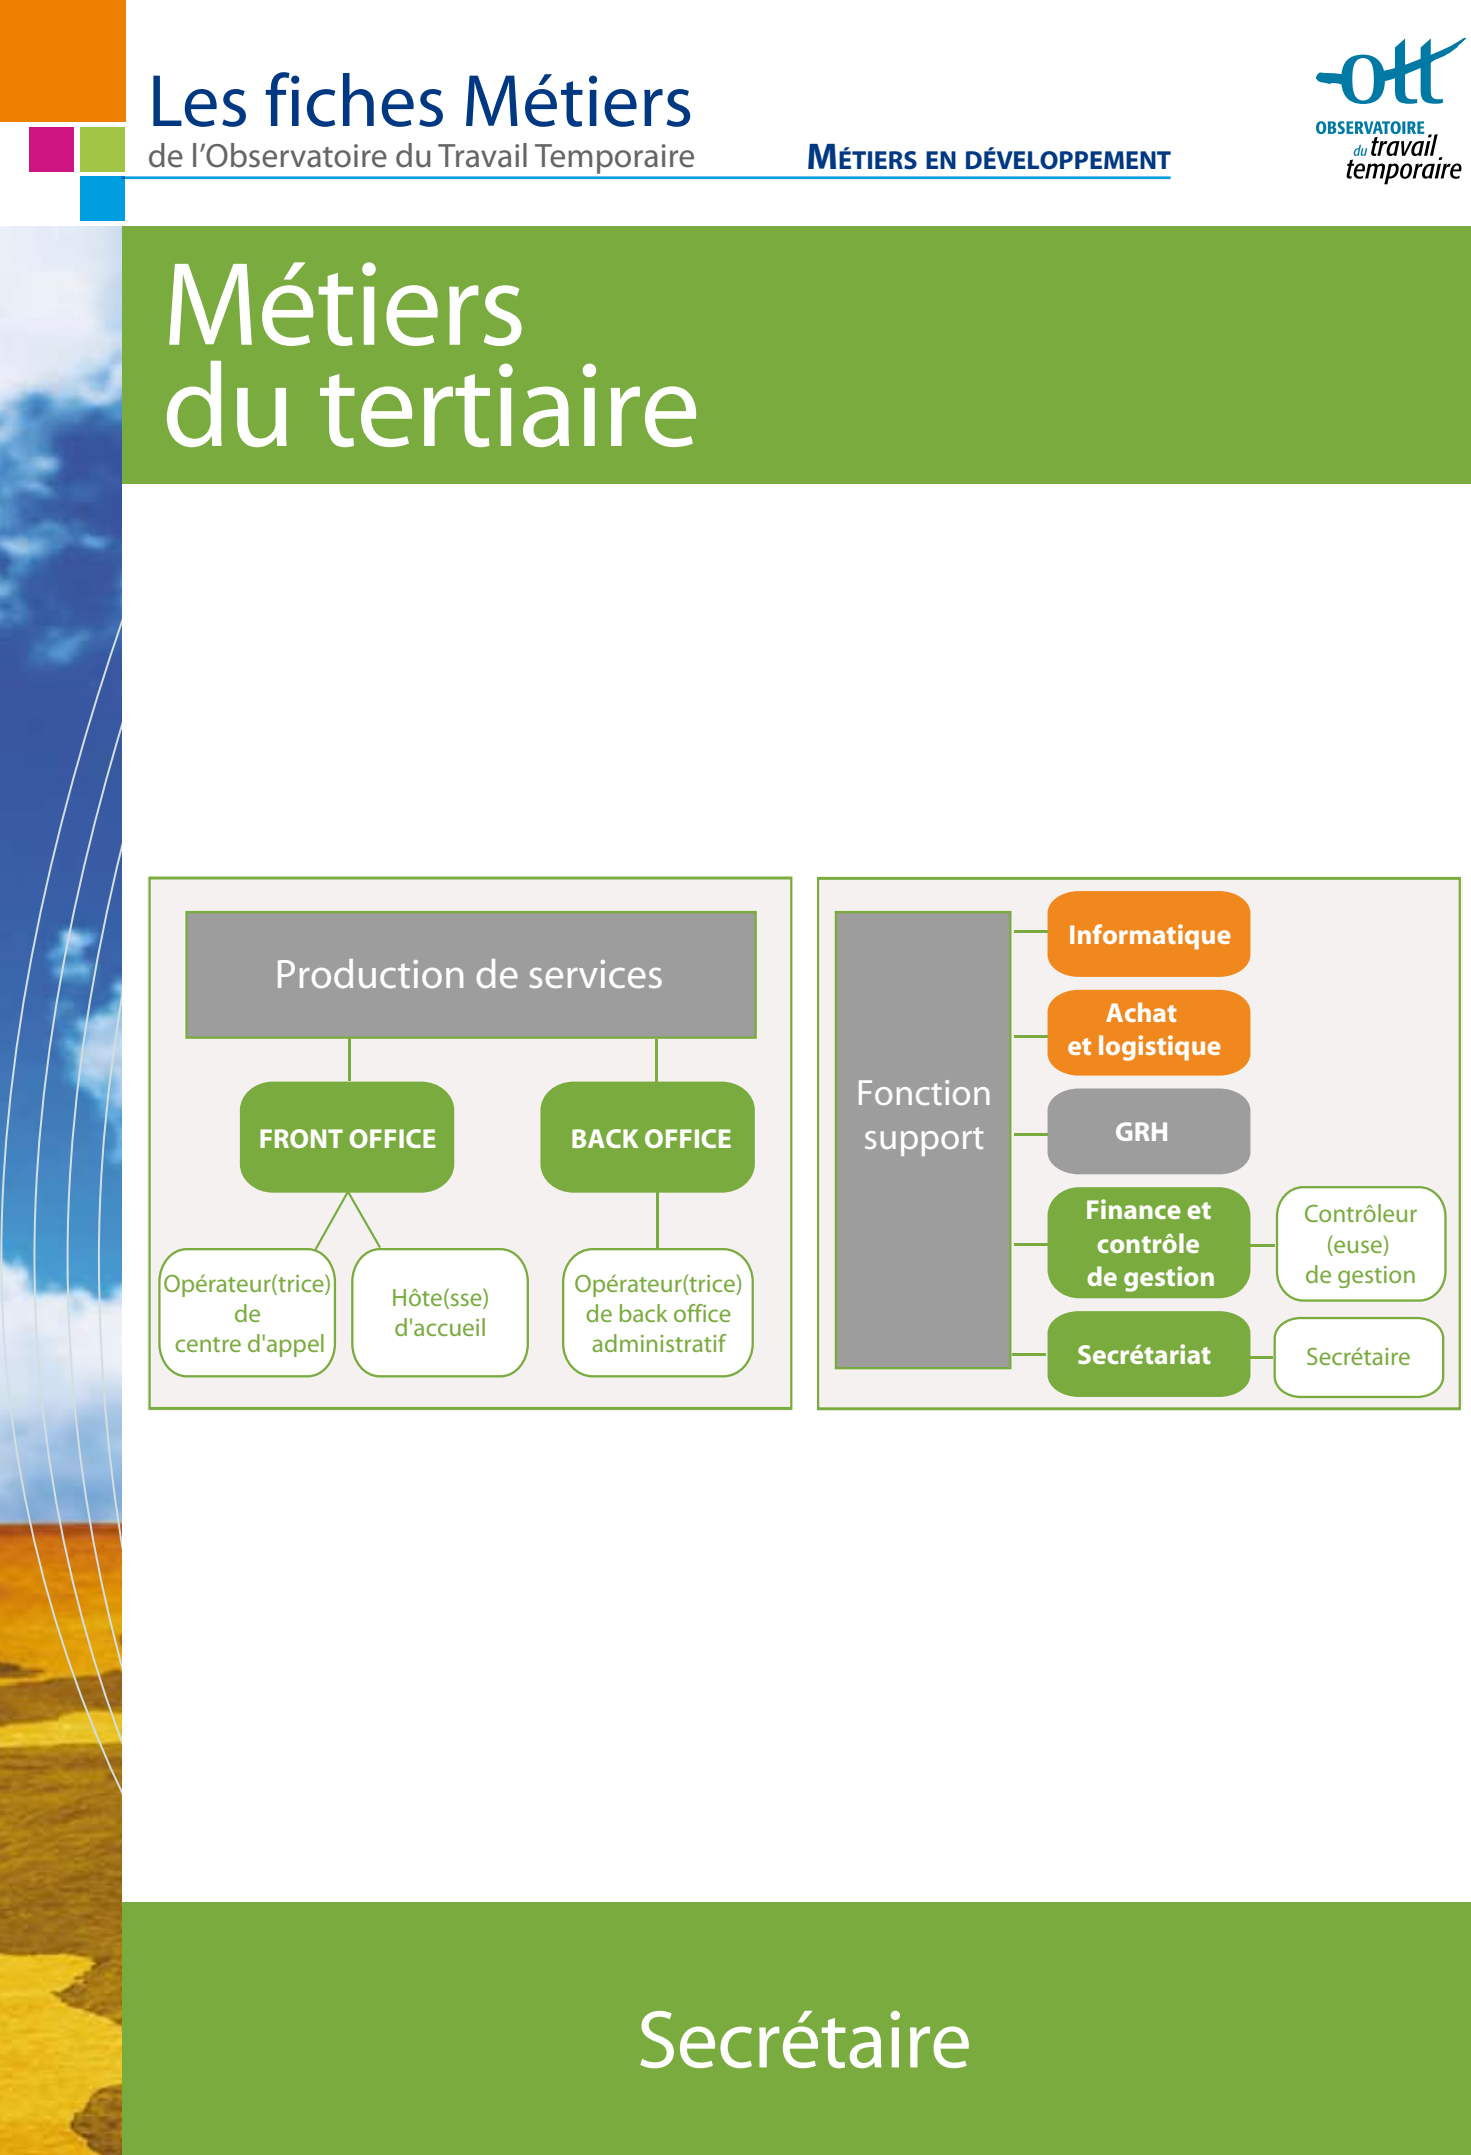 Les fiches Métiers
de l’Observatoire du Travail Temporaire
MÉTIERS EN DÉVELOPPEMENT
ott
OBSERVATOIRE
du travail
temporaire
Métiers
du tertiaire
Production de services
FRONT OFFICE
BACK OFFICE
Opérateur(trice)
de
centre d'appel
Hôte(sse)
d'accueil
Opérateur(trice)
de back office
administratif
Fonction
support
Informatique
Achat
et logistique
GRH
Finance et
contrôle
de gestion
Contrôleur
(euse)
de gestion
Secrétariat
Secrétaire
Secrétaire